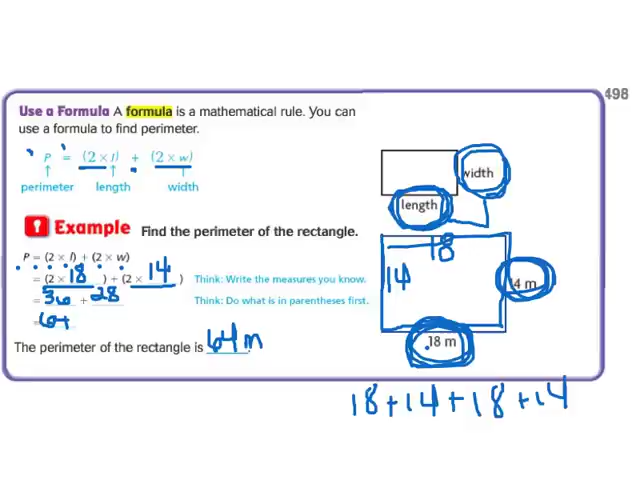 498
Use a Formula A formula is a mathematical rule. You can
use a formula to find perimeter.
P = (2 × l) + (2 × w)
perimeter length width
width
length
Example Find the perimeter of the rectangle.
P = (2 × l) + (2 × w)
= (2 × 18 ) + (2 × 14 ) Think: Write the measures you know.
= 36 + 28 Think: Do what is in parentheses first.
= 64
The perimeter of the rectangle is 64 m.
18
14
14 m
18 m
18 + 14 + 18 + 14